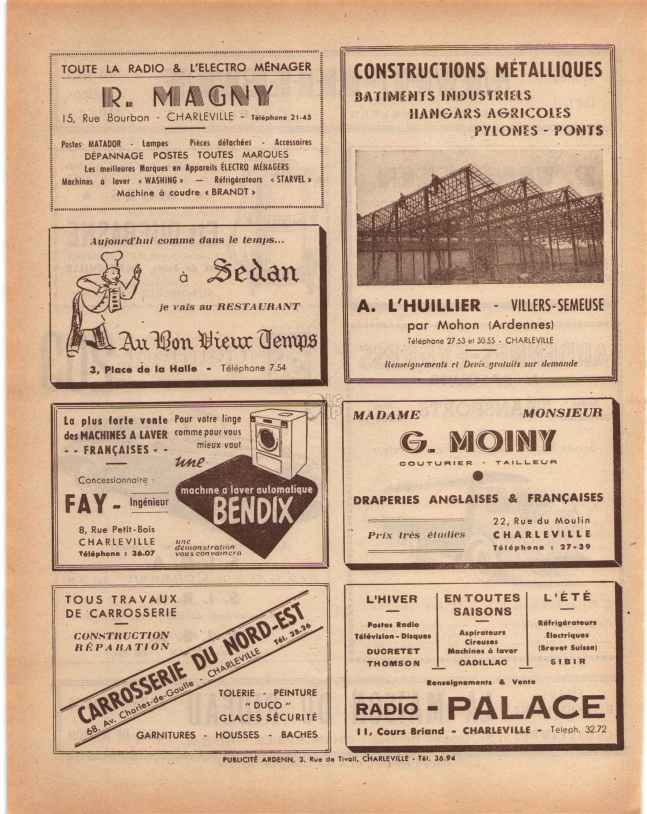 TOUTE LA RADIO & L'ELECTRO MÉNAGER
R. MAGNY
15, Rue Bourbon - CHARLEVILLE - Téléphone 21-45
Postes MATADOR - Lampes Pièces détachées - Accessoires
DÉPANNAGE POSTES TOUTES MARQUES
Les meilleures Marques en Appareils ÉLECTRO MÉNAGERS
Machines à laver « WASHING » — Réfrigérateurs « STARVEL »
Machine à coudre « BRANDT »
CONSTRUCTIONS MÉTALLIQUES
BATIMENTS INDUSTRIELS
HANGARS AGRICOLES
PYLONES - PONTS
A. L'HUILLIER - VILLERS-SEMEUSE
par Mohon (Ardennes)
Téléphone 27.53 et 30.55 - CHARLEVILLE
Renseignements et Devis gratuits sur demande
Aujourd'hui comme dans le temps...
à Sedan
je vais au RESTAURANT
Au Bon Vieux Temps
3, Place de la Halle - Téléphone 7.54
La plus forte vente
des MACHINES A LAVER
- - FRANÇAISES - -
Concessionnaire :
FAY - Ingénieur
8, Rue Petit-Bois
CHARLEVILLE
Téléphone : 36.07
Pour votre linge
comme pour vous
mieux vaut
une
machine a laver automatique
BENDIX
une
démonstration
vous convaincra
MADAME MONSIEUR
G. MOINY
COUTURIER - TAILLEUR
DRAPERIES ANGLAISES & FRANÇAISES
Prix très étudiés
22, Rue du Moulin
CHARLEVILLE
Téléphone : 27-39
TOUS TRAVAUX
DE CARROSSERIE
CONSTRUCTION
RÉPARATION
CARROSSERIE DU NORD-EST
68, Av. Charles-de-Gaulle - CHARLEVILLE Tél. 38-26
TOLERIE - PEINTURE
"DUCO"
GLACES SÉCURITÉ
GARNITURES - HOUSSES - BACHES
L'HIVER
Postes Radio
Télévision - Disques
DUCRETET
THOMSON
EN TOUTES
SAISONS
Aspirateurs
Cireuses
Machines à laver
CADILLAC
L'ÉTÉ
Réfrigérateurs
Électriques
(Brevet Suisse)
SIBIR
Renseignements & Vente
RADIO - PALACE
11, Cours Briand - CHARLEVILLE - Téleph. 32.72
PUBLICITÉ ARDENN, 3, Rue de Tivoli, CHARLEVILLE - Tél. 36.94